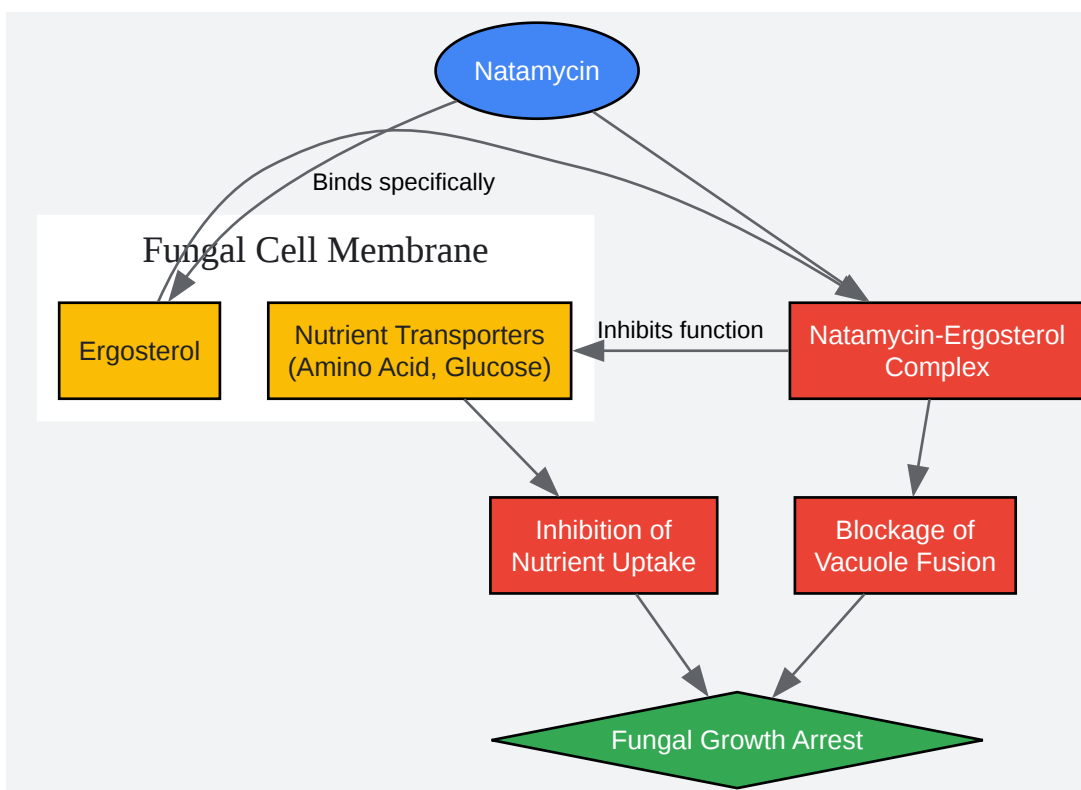 Natamycin
Binds specifically
Fungal Cell Membrane
Ergosterol
Nutrient Transporters
(Amino Acid, Glucose)
Inhibits function
Natamycin-Ergosterol
Complex
Inhibition of
Nutrient Uptake
Blockage of
Vacuole Fusion
Fungal Growth Arrest